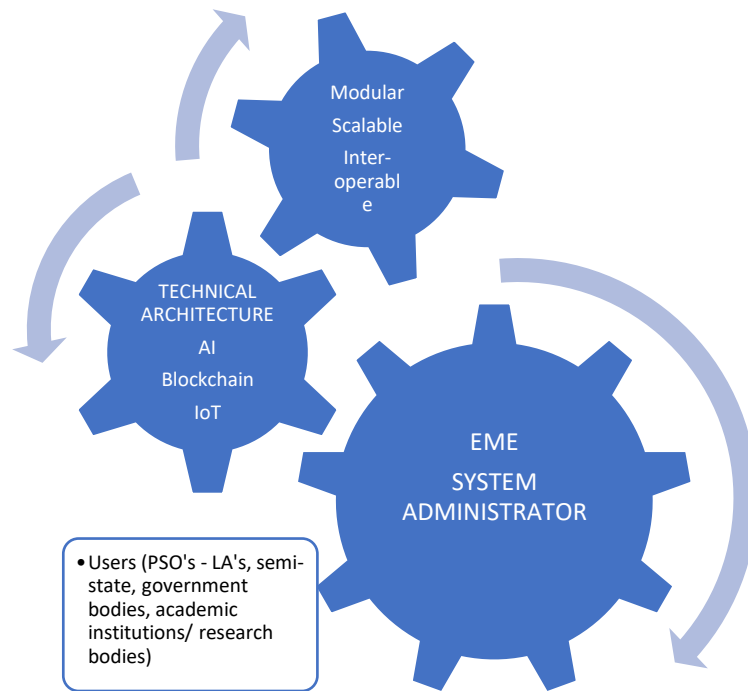 Modular
Scalable
Inter-
operabl
e
TECHNICAL
ARCHITECTURE
AI
Blockchain
IoT
EME
SYSTEM
ADMINISTRATOR
•Users (PSO's - LA's, semi-
state, government
bodies, academic
institutions/ research
bodies)